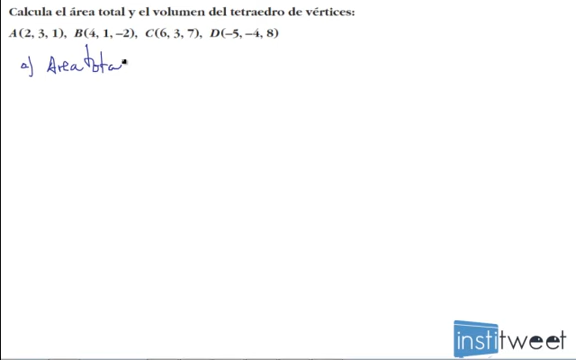 Calcula el área total y el volumen del tetraedro de vértices:
A(2, 3, 1), B(4, 1, −2), C(6, 3, 7), D(−5, −4, 8)
a) Area tota
institweet